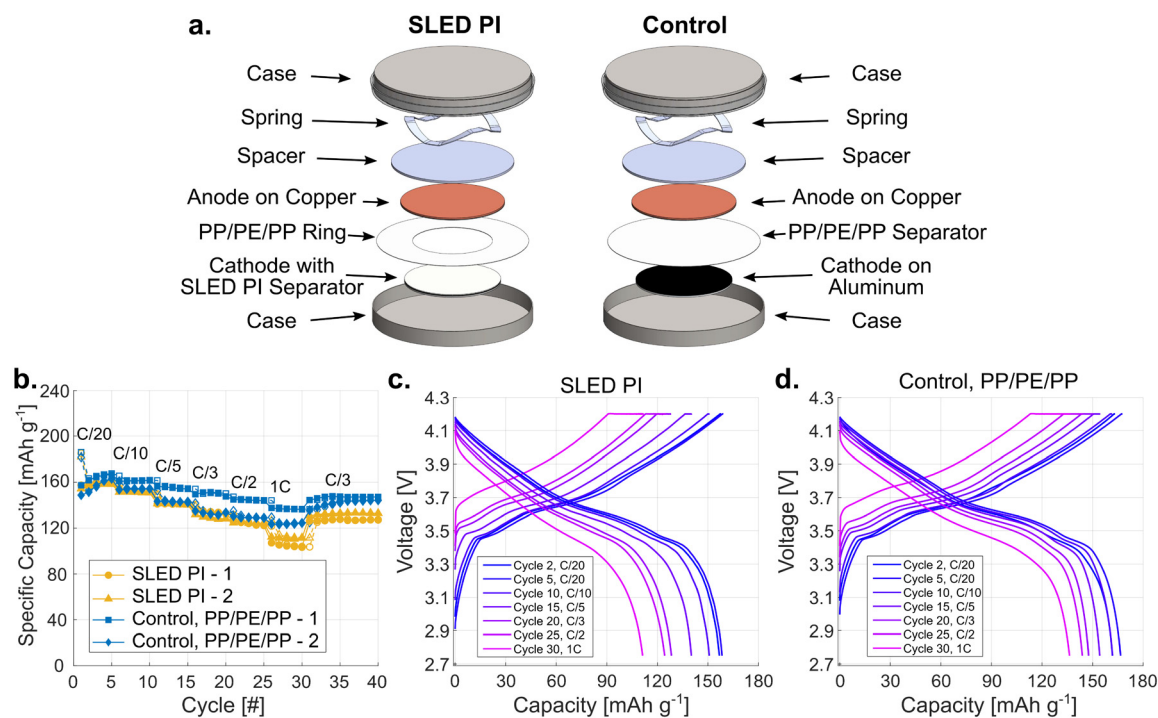 a.
SLED PI
Control
Case
Case
Spring
Spring
Spacer
Spacer
Anode on Copper
Anode on Copper
PP/PE/PP Ring
PP/PE/PP Separator
Cathode with
SLED PI Separator
Cathode on
Aluminum
Case
Case
b.
240
200
160
120
80
40
0
Specific Capacity [mAh g-1]
C/20
C/10
C/5
C/3
C/2
1C
C/3
SLED PI - 1
SLED PI - 2
Control, PP/PE/PP - 1
Control, PP/PE/PP - 2
0 5 10 15 20 25 30 35 40
Cycle [#]
c.
SLED PI
4.3
4.1
3.9
3.7
3.5
3.3
3.1
2.9
2.7
Voltage [V]
Cycle 2, C/20
Cycle 5, C/20
Cycle 10, C/10
Cycle 15, C/5
Cycle 20, C/3
Cycle 25, C/2
Cycle 30, 1C
0 30 60 90 120 150 180
Capacity [mAh g-1]
d.
Control, PP/PE/PP
4.3
4.1
3.9
3.7
3.5
3.3
3.1
2.9
2.7
Voltage [V]
Cycle 2, C/20
Cycle 5, C/20
Cycle 10, C/10
Cycle 15, C/5
Cycle 20, C/3
Cycle 25, C/2
Cycle 30, 1C
0 30 60 90 120 150 180
Capacity [mAh g-1]